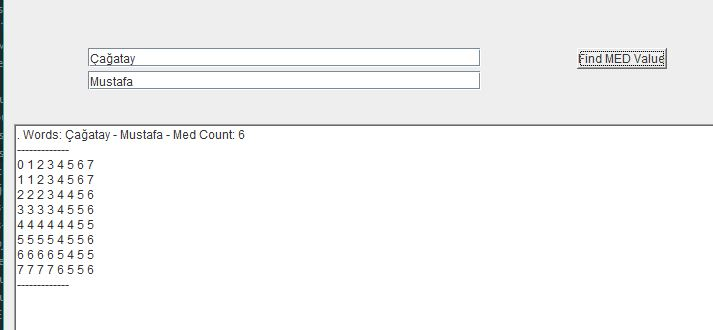 Çağatay
Find MED Value
Mustafa
. Words: Çağatay - Mustafa - Med Count: 6
-------------
0 1 2 3 4 5 6 7
1 1 2 3 4 5 6 7
2 2 2 3 4 4 5 6
3 3 3 3 4 5 5 6
4 4 4 4 4 4 5 5
5 5 5 5 4 5 5 6
6 6 6 6 5 4 5 5
7 7 7 7 6 5 5 6
-------------